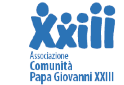 Xxiii
Associazione
Comunità
Papa Giovanni XXIII